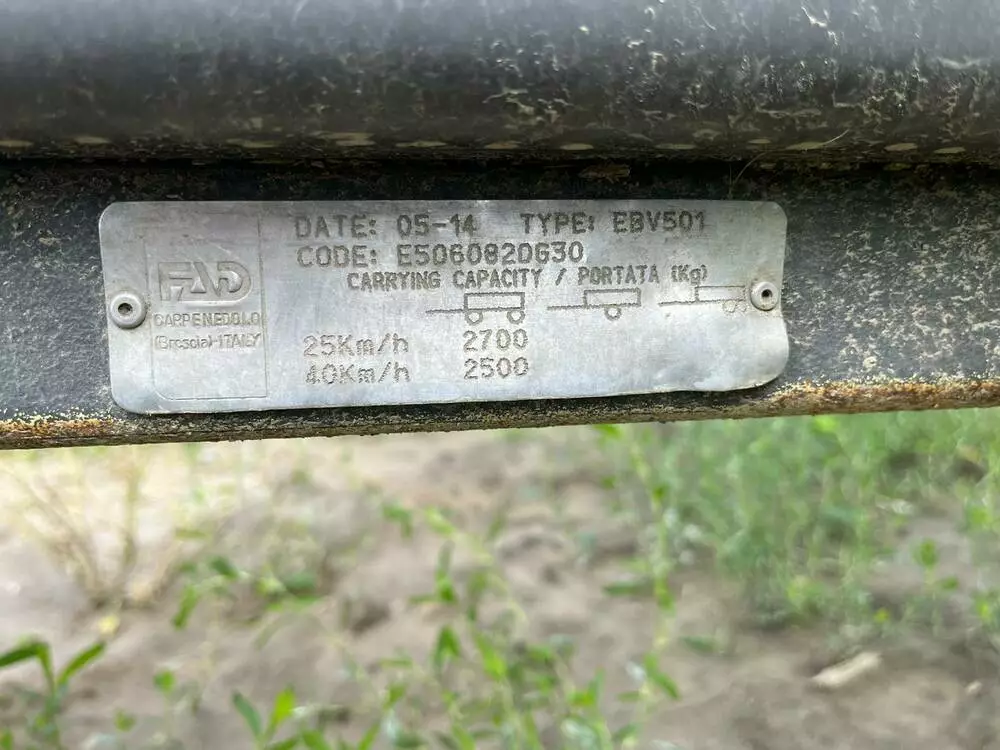 FAD
CARPENEDOLO
(Brescia)-ITALY
DATE: 05-14 TYPE: EBV501
CODE: E5060820G30
CARRYING CAPACITY / PORTATA (Kg)
25Km/h 2700
40Km/h 2500